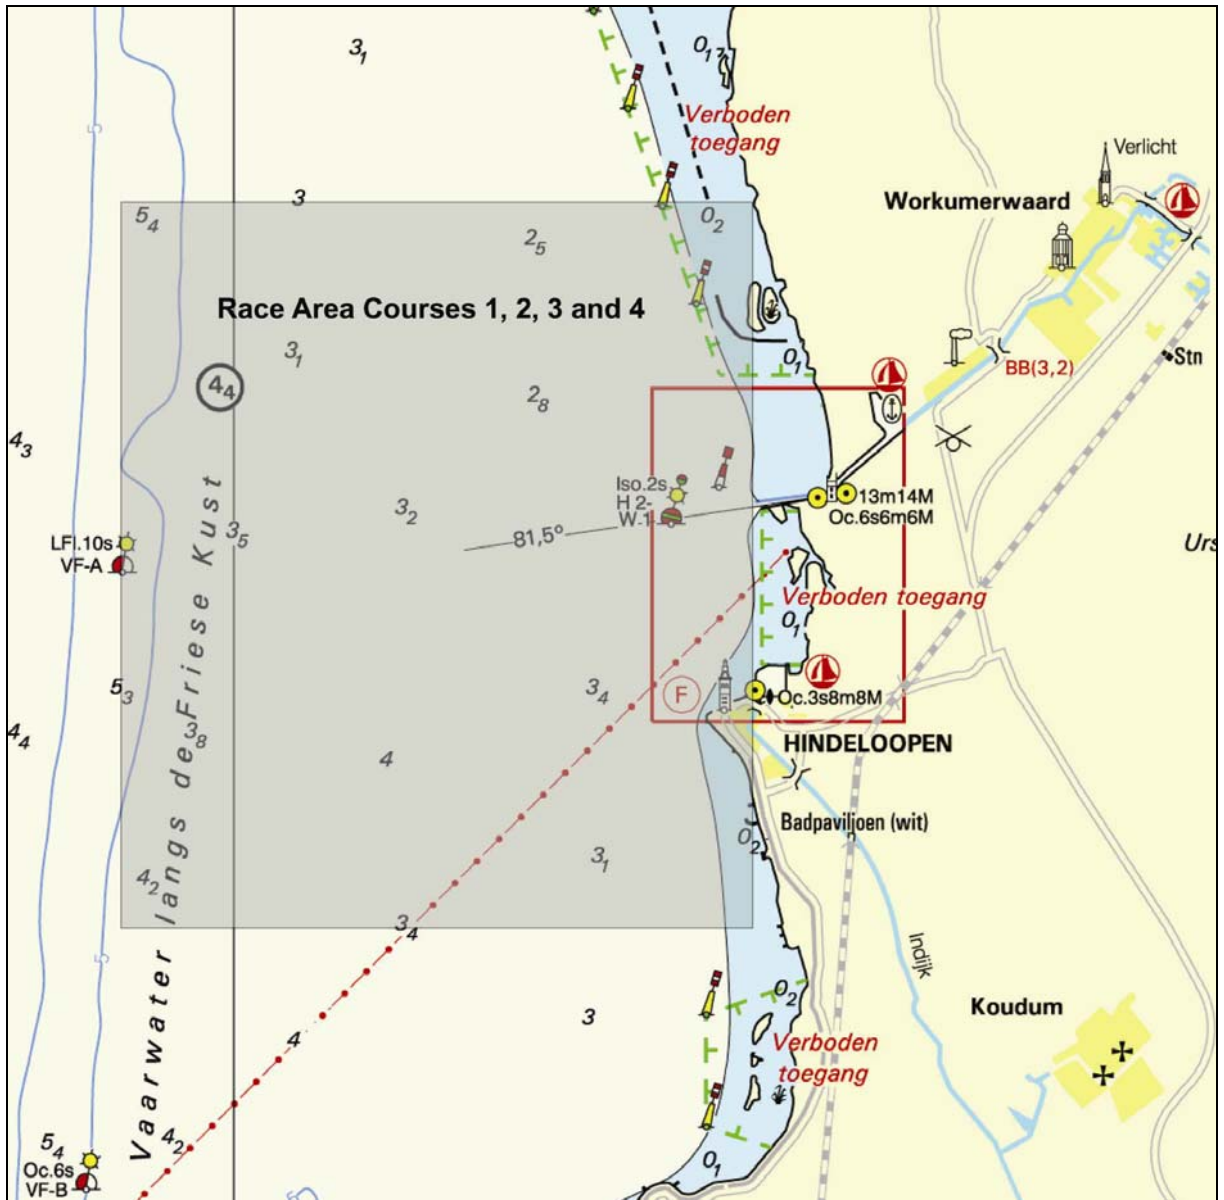 3₁
0₁
5
Verboden
toegang
Verlicht
3
Workumerwaard
5₄
2₅
0₂
Race Area Courses 1, 2, 3 and 4
3₁
0₁
Stn
BB(3,2)
4₄
2₈
4₃
Iso.2s
H 2-
W.1
13m14M
Oc.6s6m6M
3₂
3₅
81,5°
LFl.10s
VF-A
Urs
Verboden toegang
0₁
5₃
3₄
F
Oc.3s8m8M
4₄
3₈
HINDELOOPEN
4
Badpaviljoen (wit)
0₂
3₁
4₂
3₄
Vaarwater langs de Friese Kust
Indijk
5
0₂
Koudum
3
4
Verboden
toegang
4₂
5₄
Oc.6s
VF-B
0₁
5